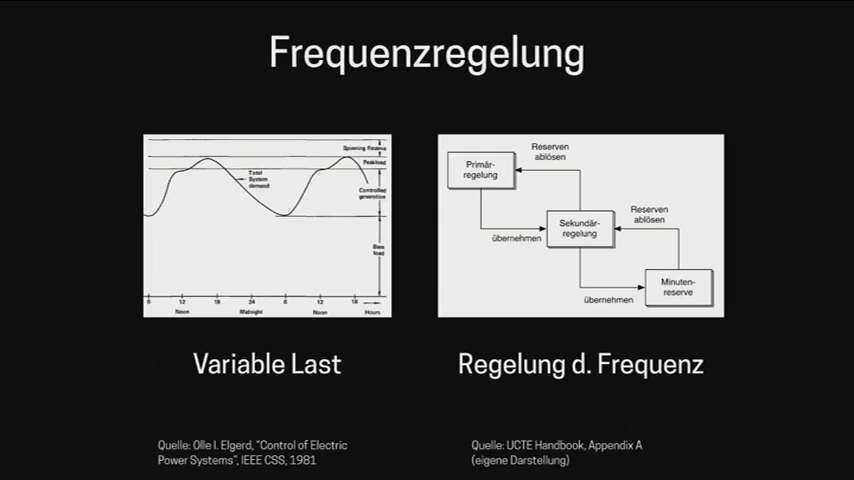 Frequenzregelung
Spinning Reserve
Peakload
Total
System
demand
Controlled
generation
Base
load
6 12 18 24 6 12 18
Noon Midnight Noon Hours
Reserven
ablösen
Primär-
regelung
Reserven
ablösen
Sekundär-
regelung
übernehmen
Minuten-
reserve
übernehmen
Variable Last
Regelung d. Frequenz
Quelle: Olle I. Elgerd, "Control of Electric
Power Systems", IEEE CSS, 1981
Quelle: UCTE Handbook, Appendix A
(eigene Darstellung)